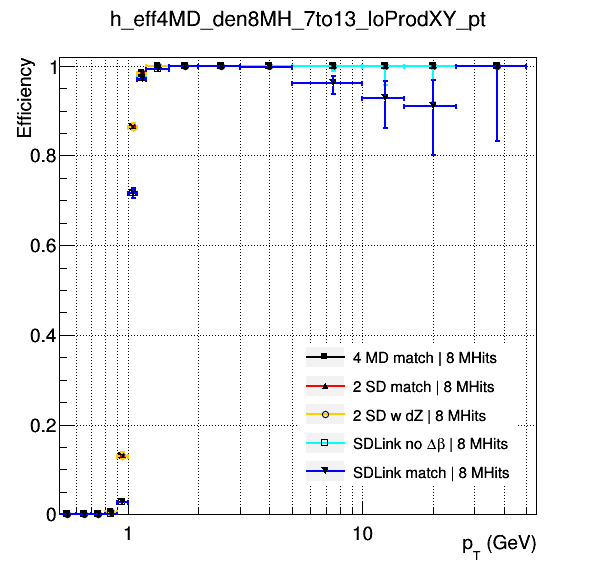 h_eff4MD_den8MH_7to13_loProdXY_pt
Efficiency
1
0.8
0.6
0.4
0.2
0
4 MD match | 8 MHits
2 SD match | 8 MHits
2 SD w dZ | 8 MHits
SDLink no Δβ | 8 MHits
SDLink match | 8 MHits
1
10
p_T (GeV)